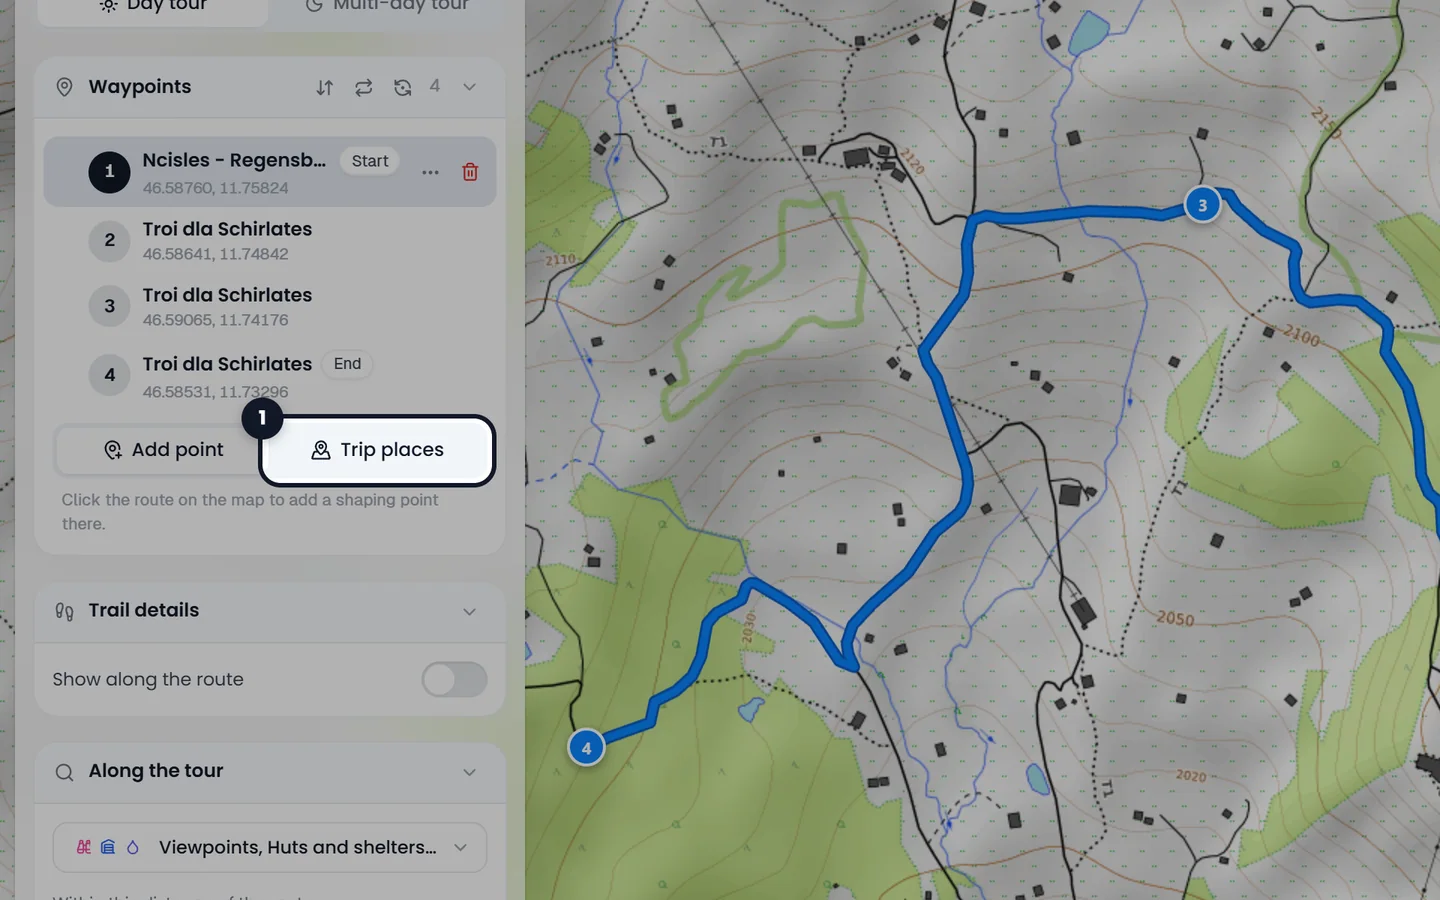 Day tour
Multi-day tour
Waypoints
4
1
Ncisles - Regensb...
Start
46.58760, 11.75824
2
Troi dla Schirlates
46.58641, 11.74842
3
Troi dla Schirlates
46.59065, 11.74176
4
Troi dla Schirlates
End
46.58531, 11.73296
1
Add point
Trip places
Click the route on the map to add a shaping point
there.
Trail details
Show along the route
Along the tour
Viewpoints, Huts and shelters...
T1
2120
2150
3
2110
2100
T1
2050
2030
4
2020
T1